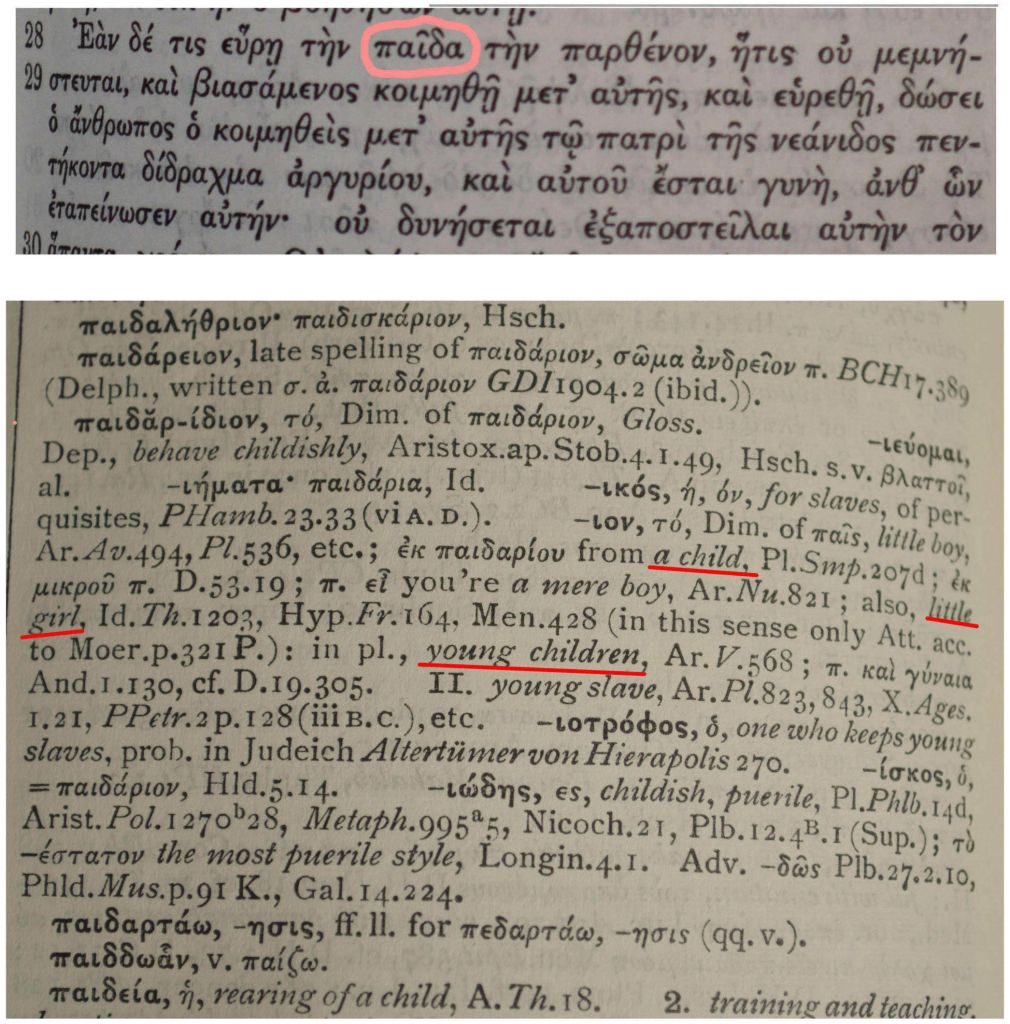 28 Ἐὰν δέ τις εὕρῃ τὴν παῖδα τὴν παρθένον, ἥτις οὐ μεμνή-
29 στευται, καὶ βιασάμενος κοιμηθῇ μετ' αὐτῆς, καὶ εὑρεθῇ, δώσει
ὁ ἄνθρωπος ὁ κοιμηθεὶς μετ' αὐτῆς τῷ πατρὶ τῆς νεάνιδος πεν-
τήκοντα δίδραχμα ἀργυρίου, καὶ αὐτοῦ ἔσται γυνὴ, ἀνθ' ὧν
ἐταπείνωσεν αὐτήν· οὐ δυνήσεται ἐξαποστεῖλαι αὐτὴν τὸν
30 ἅπαντα
παιδαλήθριον· παιδισκάριον, Hsch.
παιδάρειον, late spelling of παιδάριον, σῶμα ἀνδρεῖον π. BCH17.389
(Delph., written σ. ἀ. παιδάριον GDI1904.2 (ibid.)).
παιδᾰρ-ίδιον, τό, Dim. of παιδάριον, Gloss. -ιεύομαι,
Dep., behave childishly, Aristox.ap.Stob.4.1.49, Hsch. s.v. βλαττοῖ,
al. -ιήματα· παιδάρια, Id. -ικός, ή, όν, for slaves, of per-
quisites, PHamb.23.33(vi A.D.). -ιον, τό, Dim. of παῖς, little boy,
Ar.Av.494, Pl.536, etc.; ἐκ παιδαρίου from a child, Pl.Smp.207d; ἐκ
μικροῦ π. D.53.19; π. εἶ you're a mere boy, Ar.Nu.821; also, little
girl, Id.Th.1203, Hyp.Fr.164, Men.428 (in this sense only Att. acc.
to Moer.p.321 P.): in pl., young children, Ar.V.568; π. καὶ γύναια
And.1.130, cf. D.19.305. II. young slave, Ar.Pl.823, 843, X.Ages.
1.21, PPetr.2p.128(iii B.C.), etc. -ιοτρόφος, ὁ, one who keeps young
slaves, prob. in Judeich Altertümer von Hierapolis 270. -ίσκος, ὁ,
=παιδάριον, Hld.5.14. -ιώδης, ες, childish, puerile, Pl.Phlb.14d,
Arist.Pol.1270ᵇ28, Metaph.995ᵃ5, Nicoch.21, Plb.12.4ᴮ.1 (Sup.); τὸ
-έστατον the most puerile style, Longin.4.1. Adv. -δῶς Plb.27.2.10,
Phld.Mus.p.91 K., Gal.14.224.
παιδαρτάω, -ησις, ff. ll. for πεδαρτάω, -ησις (qq. v.).
παιδδωἅν, v. παίζω.
παιδεία, ἡ, rearing of a child, A.Th.18. 2. training and teaching,